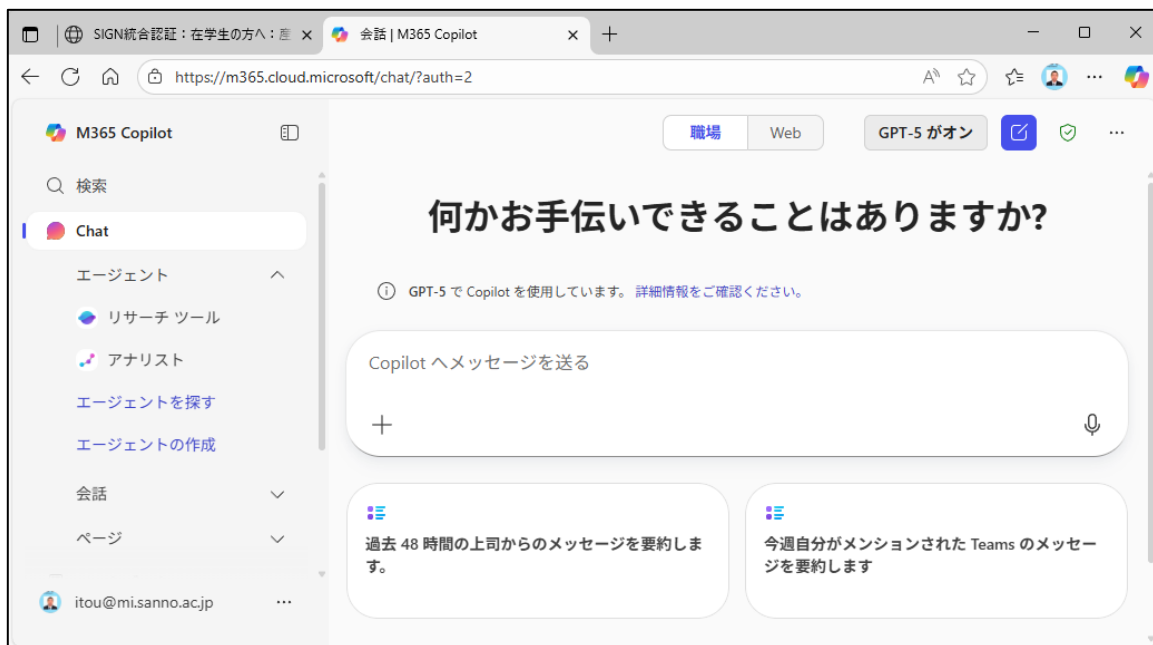 SIGN統合認証：在学生の方へ：産
会話 | M365 Copilot
https://m365.cloud.microsoft/chat/?auth=2
M365 Copilot
職場
Web
GPT-5 がオン
検索
Chat
エージェント
リサーチ ツール
アナリスト
エージェントを探す
エージェントの作成
会話
ページ
itou@mi.sanno.ac.jp
何かお手伝いできることはありますか?
GPT-5 で Copilot を使用しています。 詳細情報をご確認ください。
Copilot へメッセージを送る
過去 48 時間の上司からのメッセージを要約しま
す。
今週自分がメンションされた Teams のメッセー
ジを要約します